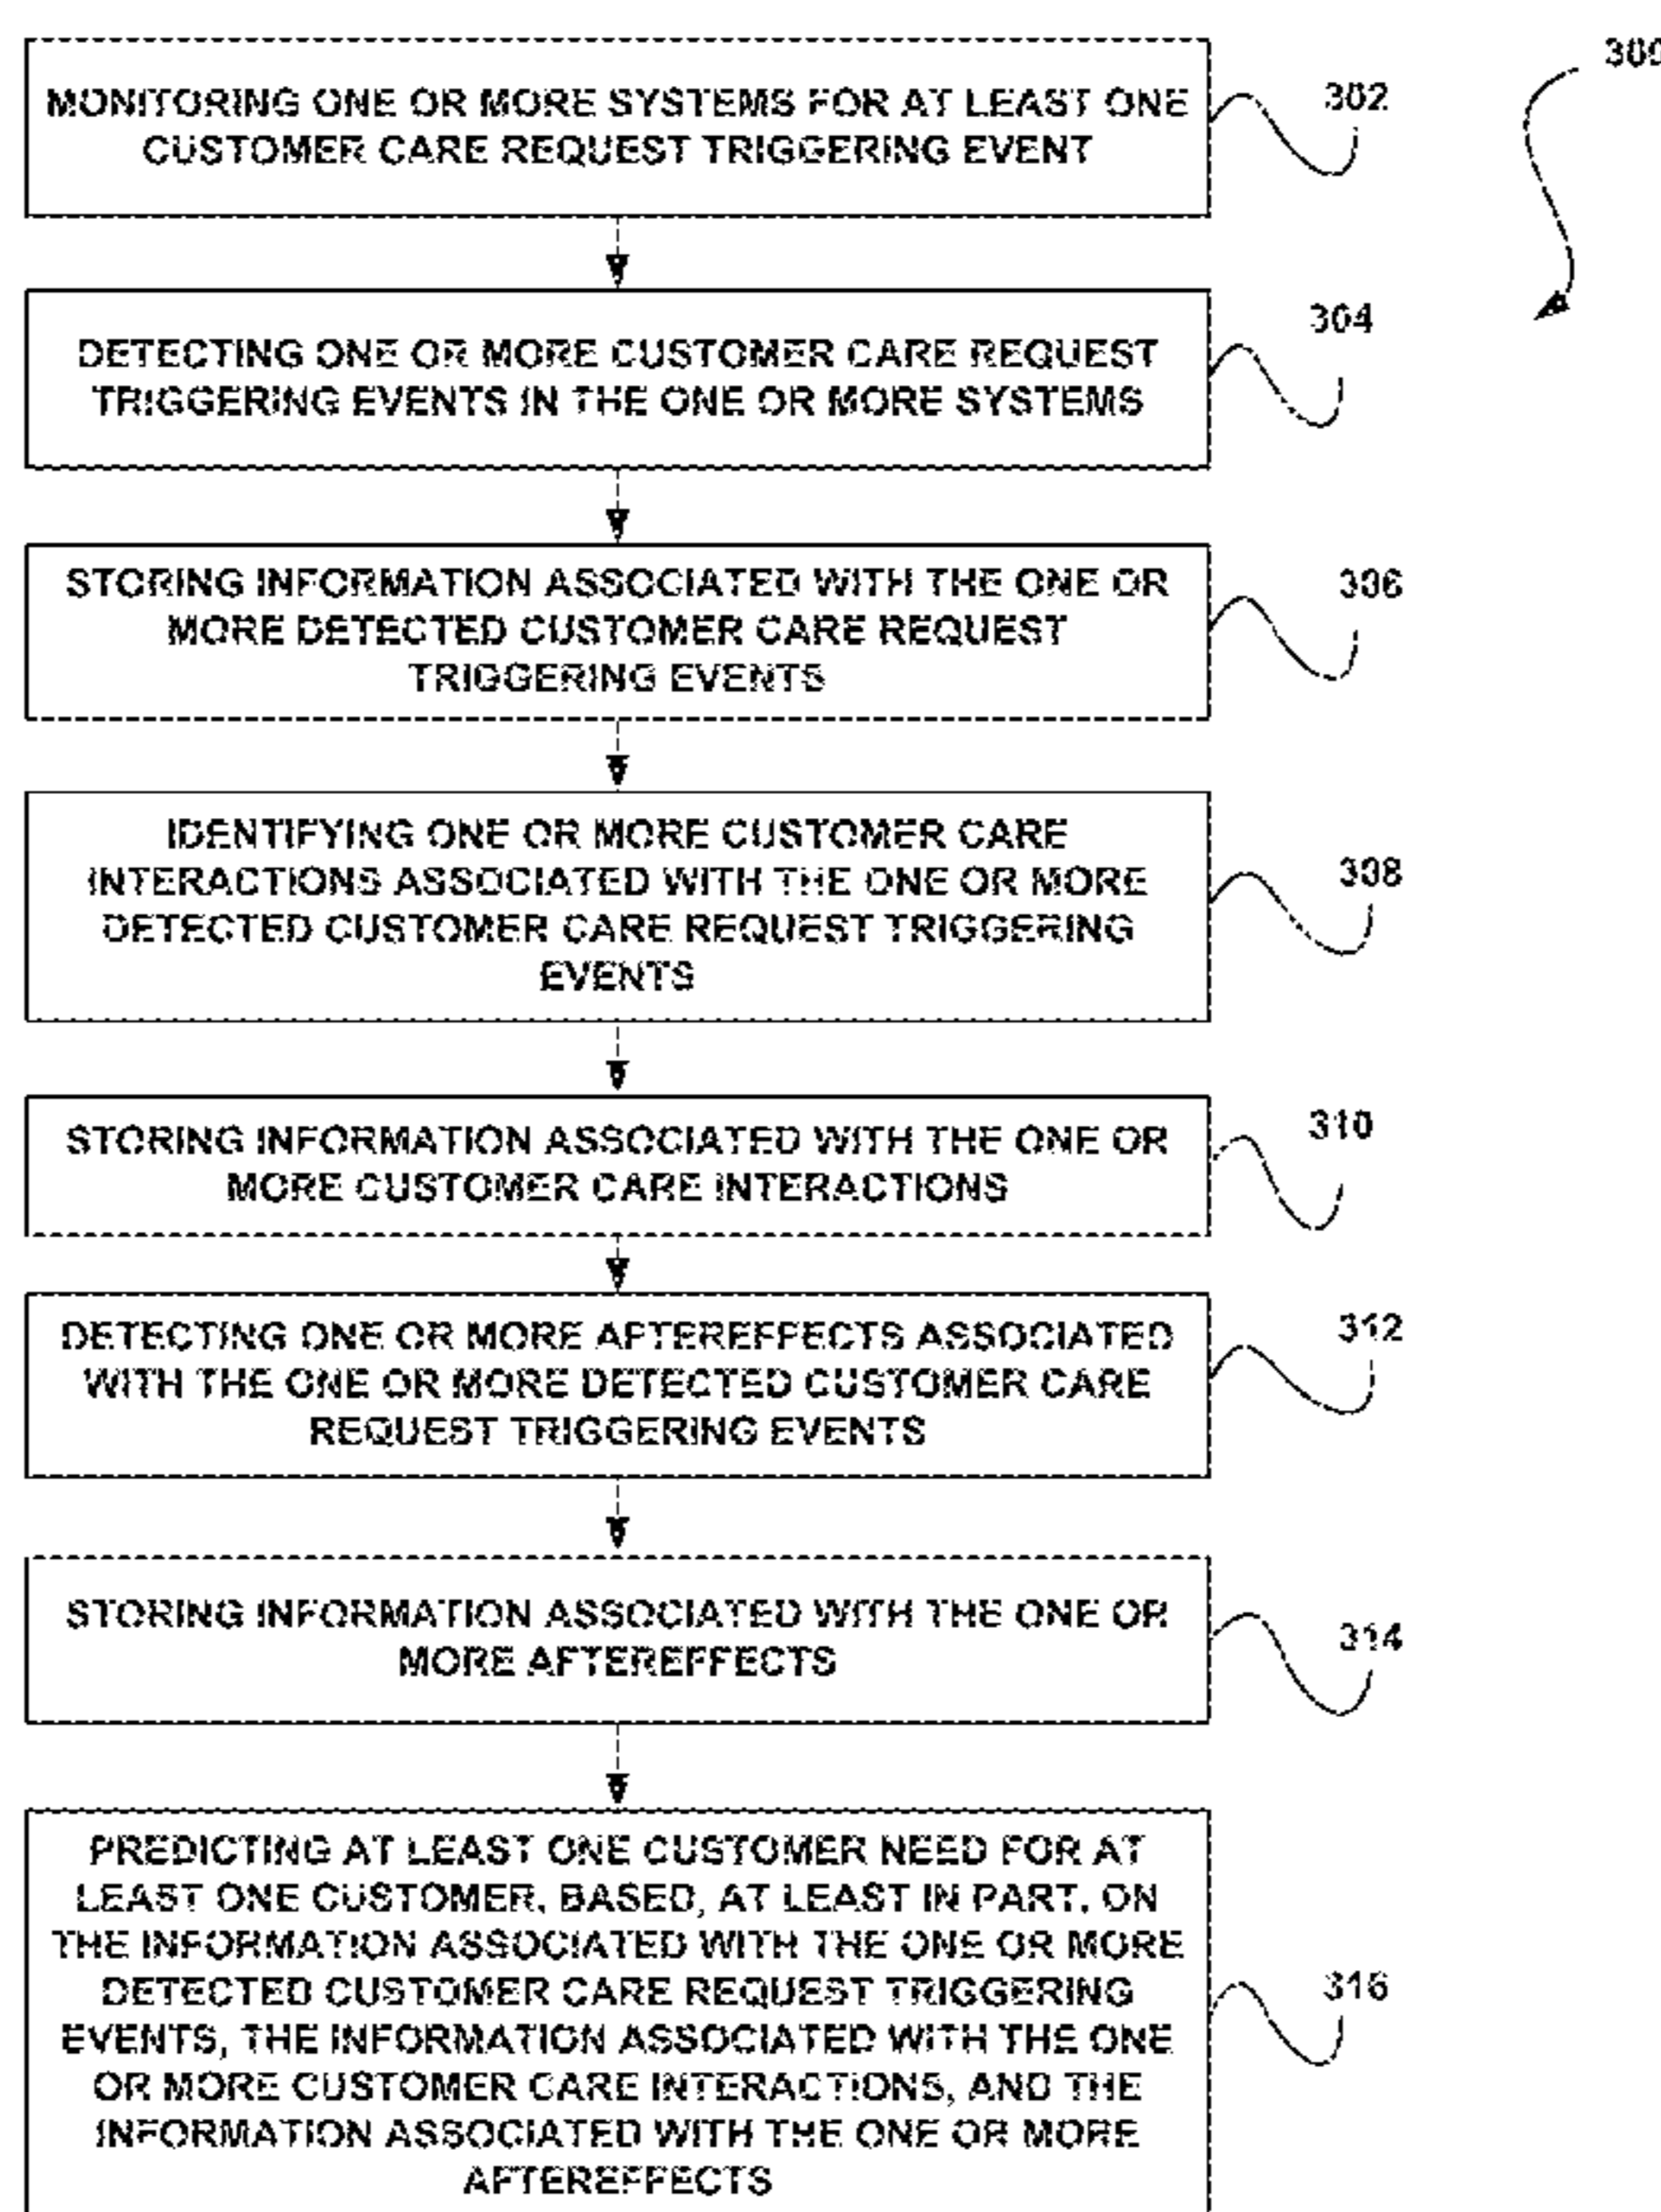 300
MONITORING ONE OR MORE SYSTEMS FOR AT LEAST ONE
CUSTOMER CARE REQUEST TRIGGERING EVENT
302
DETECTING ONE OR MORE CUSTOMER CARE REQUEST
TRIGGERING EVENTS IN THE ONE OR MORE SYSTEMS
304
STORING INFORMATION ASSOCIATED WITH THE ONE OR
MORE DETECTED CUSTOMER CARE REQUEST
TRIGGERING EVENTS
306
IDENTIFYING ONE OR MORE CUSTOMER CARE
INTERACTIONS ASSOCIATED WITH THE ONE OR MORE
DETECTED CUSTOMER CARE REQUEST TRIGGERING
EVENTS
308
STORING INFORMATION ASSOCIATED WITH THE ONE OR
MORE CUSTOMER CARE INTERACTIONS
310
DETECTING ONE OR MORE AFTEREFFECTS ASSOCIATED
WITH THE ONE OR MORE DETECTED CUSTOMER CARE
REQUEST TRIGGERING EVENTS
312
STORING INFORMATION ASSOCIATED WITH THE ONE OR
MORE AFTEREFFECTS
314
PREDICTING AT LEAST ONE CUSTOMER NEED FOR AT
LEAST ONE CUSTOMER, BASED, AT LEAST IN PART, ON
THE INFORMATION ASSOCIATED WITH THE ONE OR MORE
DETECTED CUSTOMER CARE REQUEST TRIGGERING
EVENTS, THE INFORMATION ASSOCIATED WITH THE ONE
OR MORE CUSTOMER CARE INTERACTIONS, AND THE
INFORMATION ASSOCIATED WITH THE ONE OR MORE
AFTEREFFECTS
316